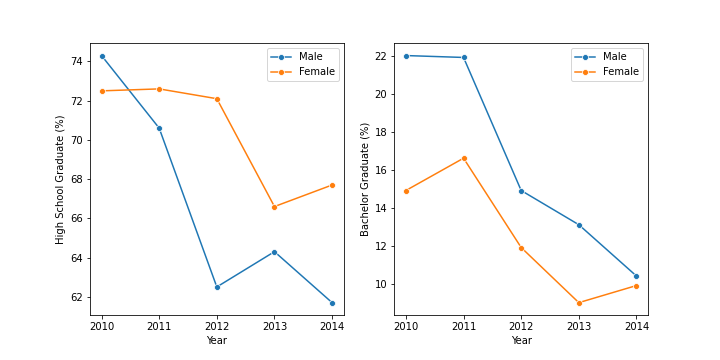 High School Graduate (%)
74
72
70
68
66
64
62
2010 2011 2012 2013 2014
Year
Male
Female
Bachelor Graduate (%)
22
20
18
16
14
12
10
2010 2011 2012 2013 2014
Year
Male
Female